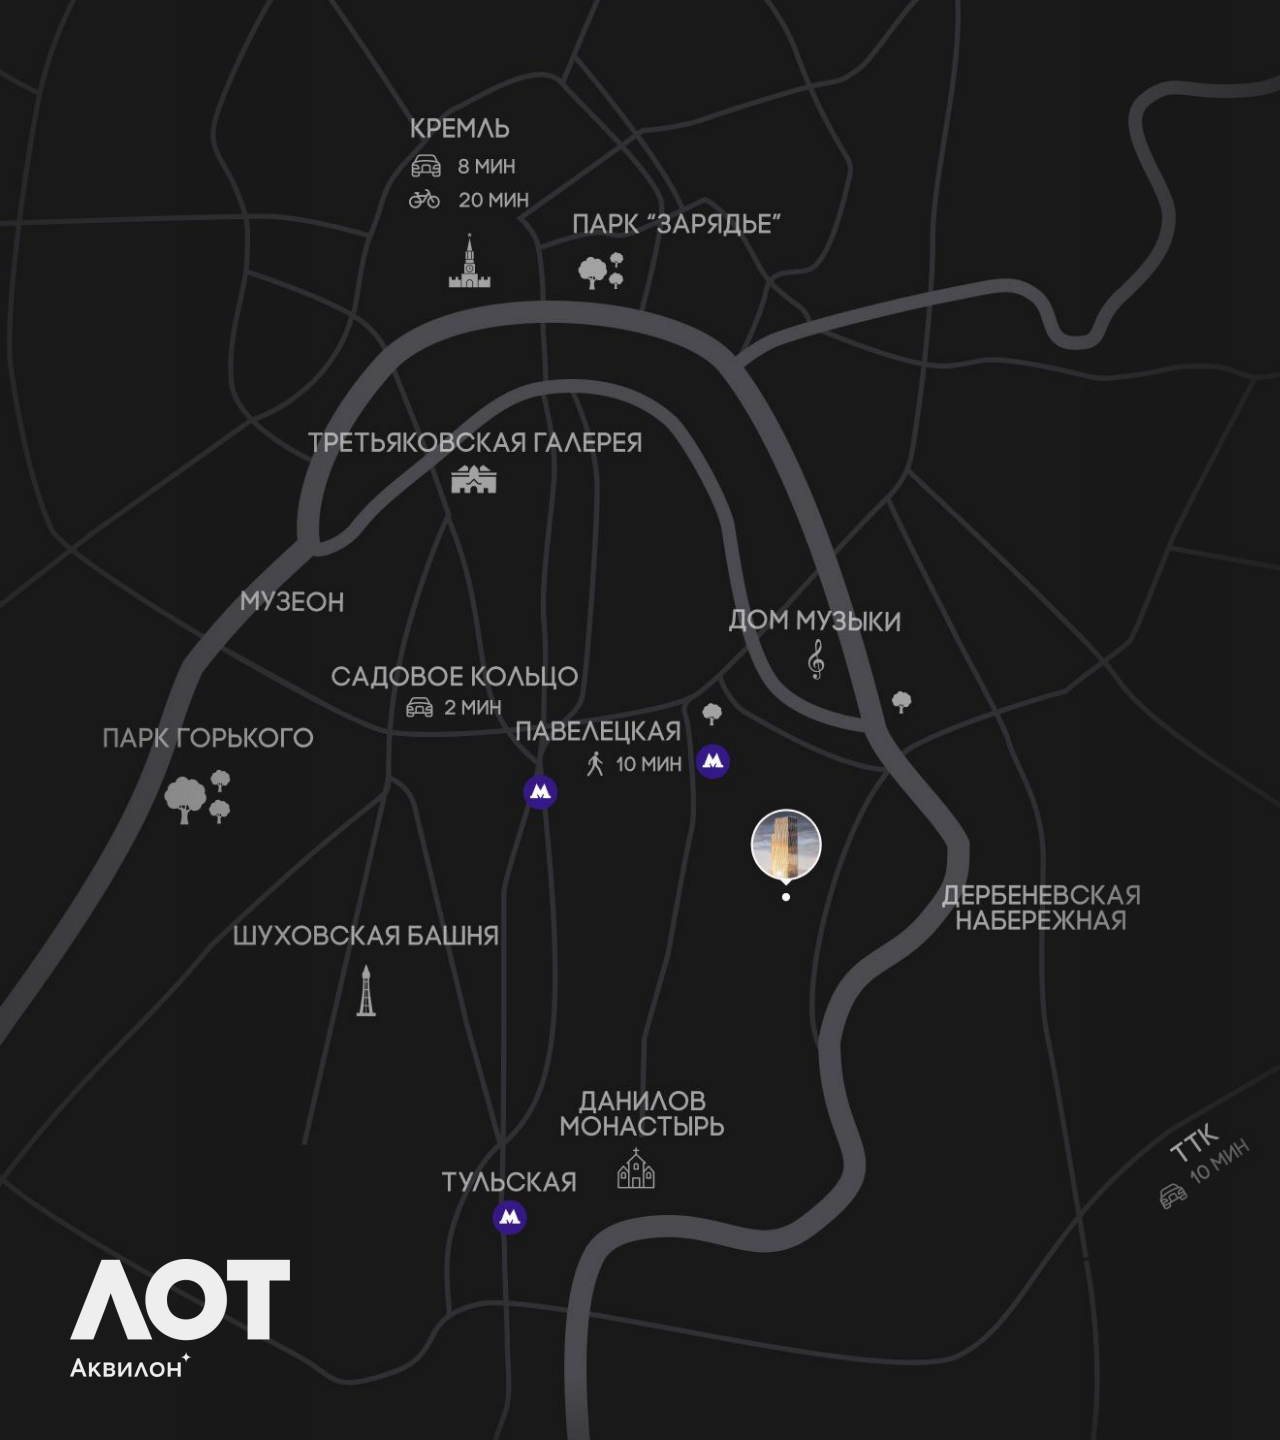 КРЕМЛЬ
8 МИН
20 МИН
ПАРК “ЗАРЯДЬЕ”
ТРЕТЬЯКОВСКАЯ ГАЛЕРЕЯ
МУЗЕОН
ДОМ МУЗЫКИ
САДОВОЕ КОЛЬЦО
2 МИН
ПАВЕЛЕЦКАЯ
10 МИН
ПАРК ГОРЬКОГО
ДЕРБЕНЕВСКАЯ
НАБЕРЕЖНАЯ
ШУХОВСКАЯ БАШНЯ
ДАНИЛОВ
МОНАСТЫРЬ
ТТК
10 МИН
ТУЛЬСКАЯ
ЛОТ
АКВИЛОН